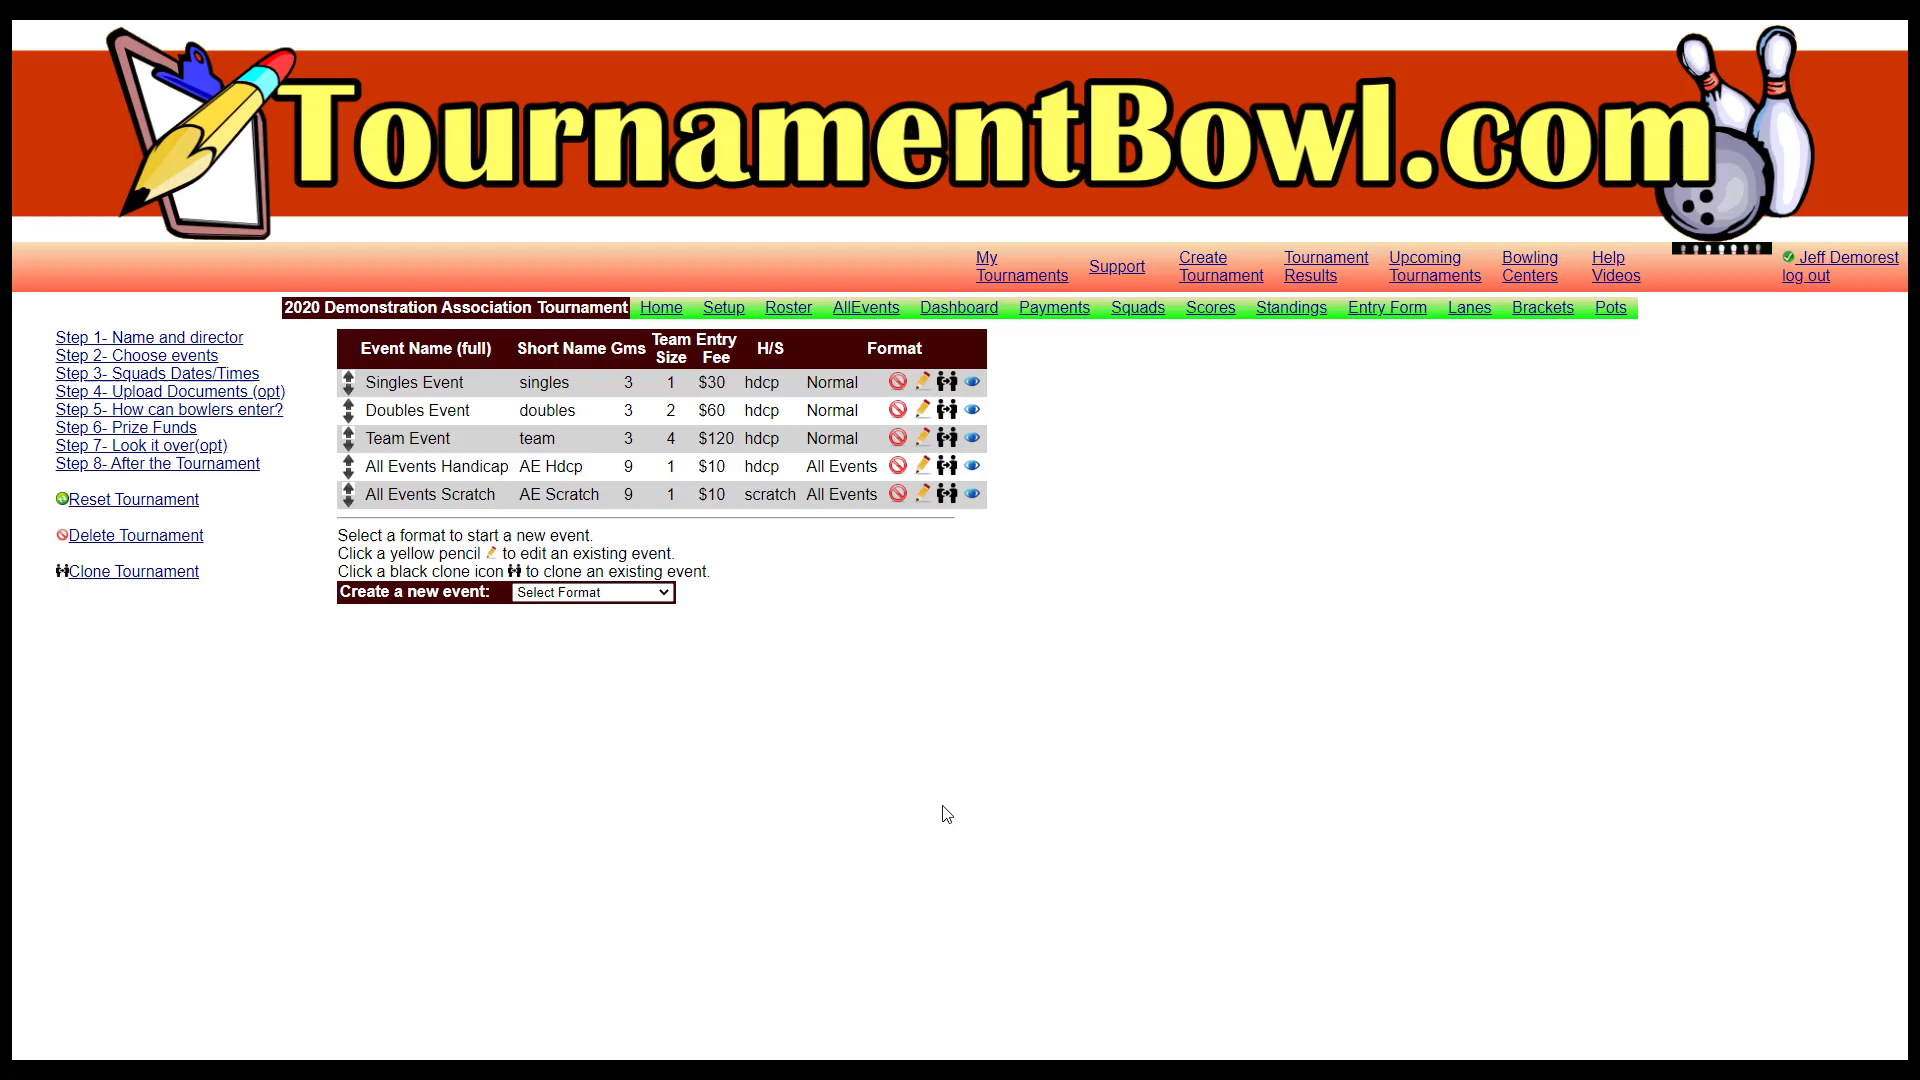 TournamentBowl.com
My Tournaments Support Create Tournament Tournament Results Upcoming Tournaments Bowling Centers Help Videos Jeff Demorest log out
2020 Demonstration Association Tournament Home Setup Roster AllEvents Dashboard Payments Squads Scores Standings Entry Form Lanes Brackets Pots
Step 1- Name and director
Step 2- Choose events
Step 3- Squads Dates/Times
Step 4- Upload Documents (opt)
Step 5- How can bowlers enter?
Step 6- Prize Funds
Step 7- Look it over(opt)
Step 8- After the Tournament
Reset Tournament
Delete Tournament
Clone Tournament
Event Name (full) Short Name Gms Team Size Entry Fee H/S Format
Singles Event singles 3 1 $30 hdcp Normal
Doubles Event doubles 3 2 $60 hdcp Normal
Team Event team 3 4 $120 hdcp Normal
All Events Handicap AE Hdcp 9 1 $10 hdcp All Events
All Events Scratch AE Scratch 9 1 $10 scratch All Events
Select a format to start a new event.
Click a yellow pencil to edit an existing event.
Click a black clone icon to clone an existing event.
Create a new event: Select Format